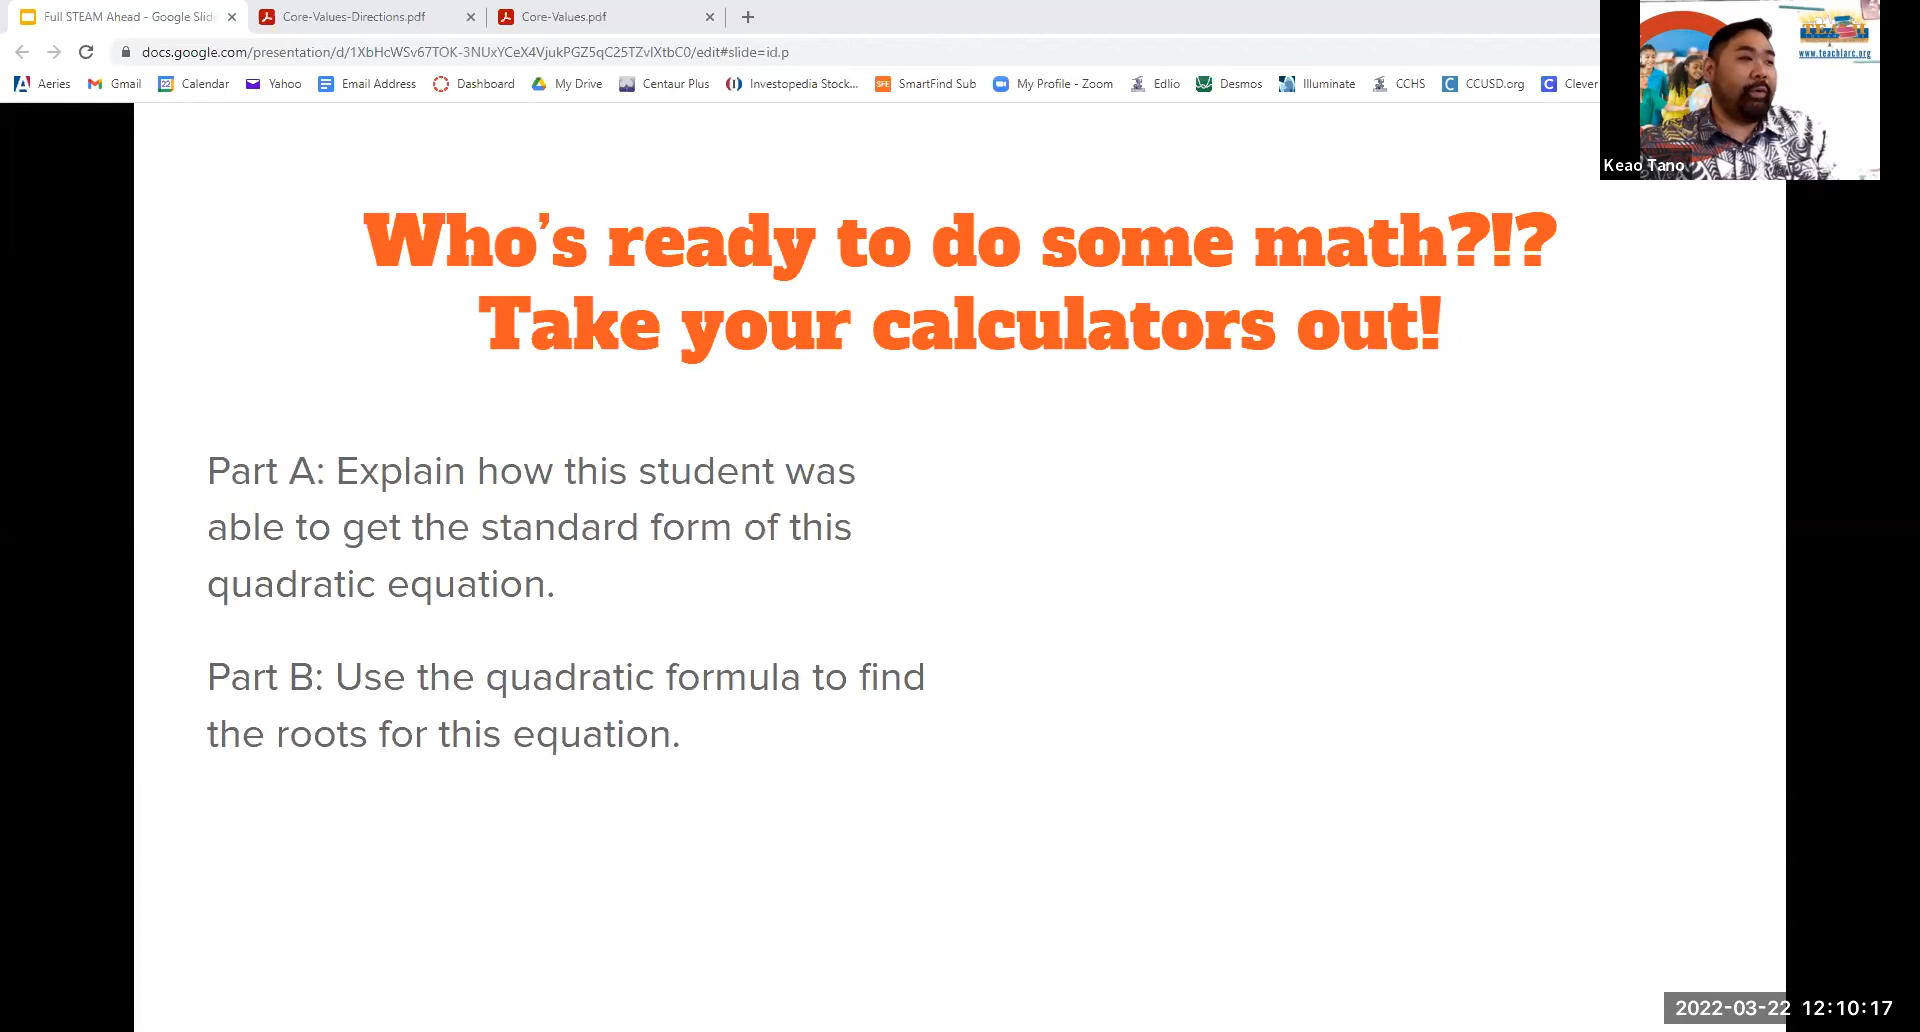 Full STEAM Ahead - Google Slid
Core-Values-Directions.pdf
Core-Values.pdf
docs.google.com/presentation/d/1XbHcWSv67TOK-3NUxYCeX4VjukPGZ5qC25TZvlXtbC0/edit#slide=id.p
Aeries Gmail Calendar Yahoo Email Address Dashboard My Drive Centaur Plus Investopedia Stock... SmartFind Sub My Profile - Zoom Edlio Desmos Illuminate CCHS CCUSD.org Clever
TEACH
www.teachlarc.org
Keao Tano
Who's ready to do some math?!?
Take your calculators out!
Part A: Explain how this student was
able to get the standard form of this
quadratic equation.
Part B: Use the quadratic formula to find
the roots for this equation.
2022-03-22 12:10:17